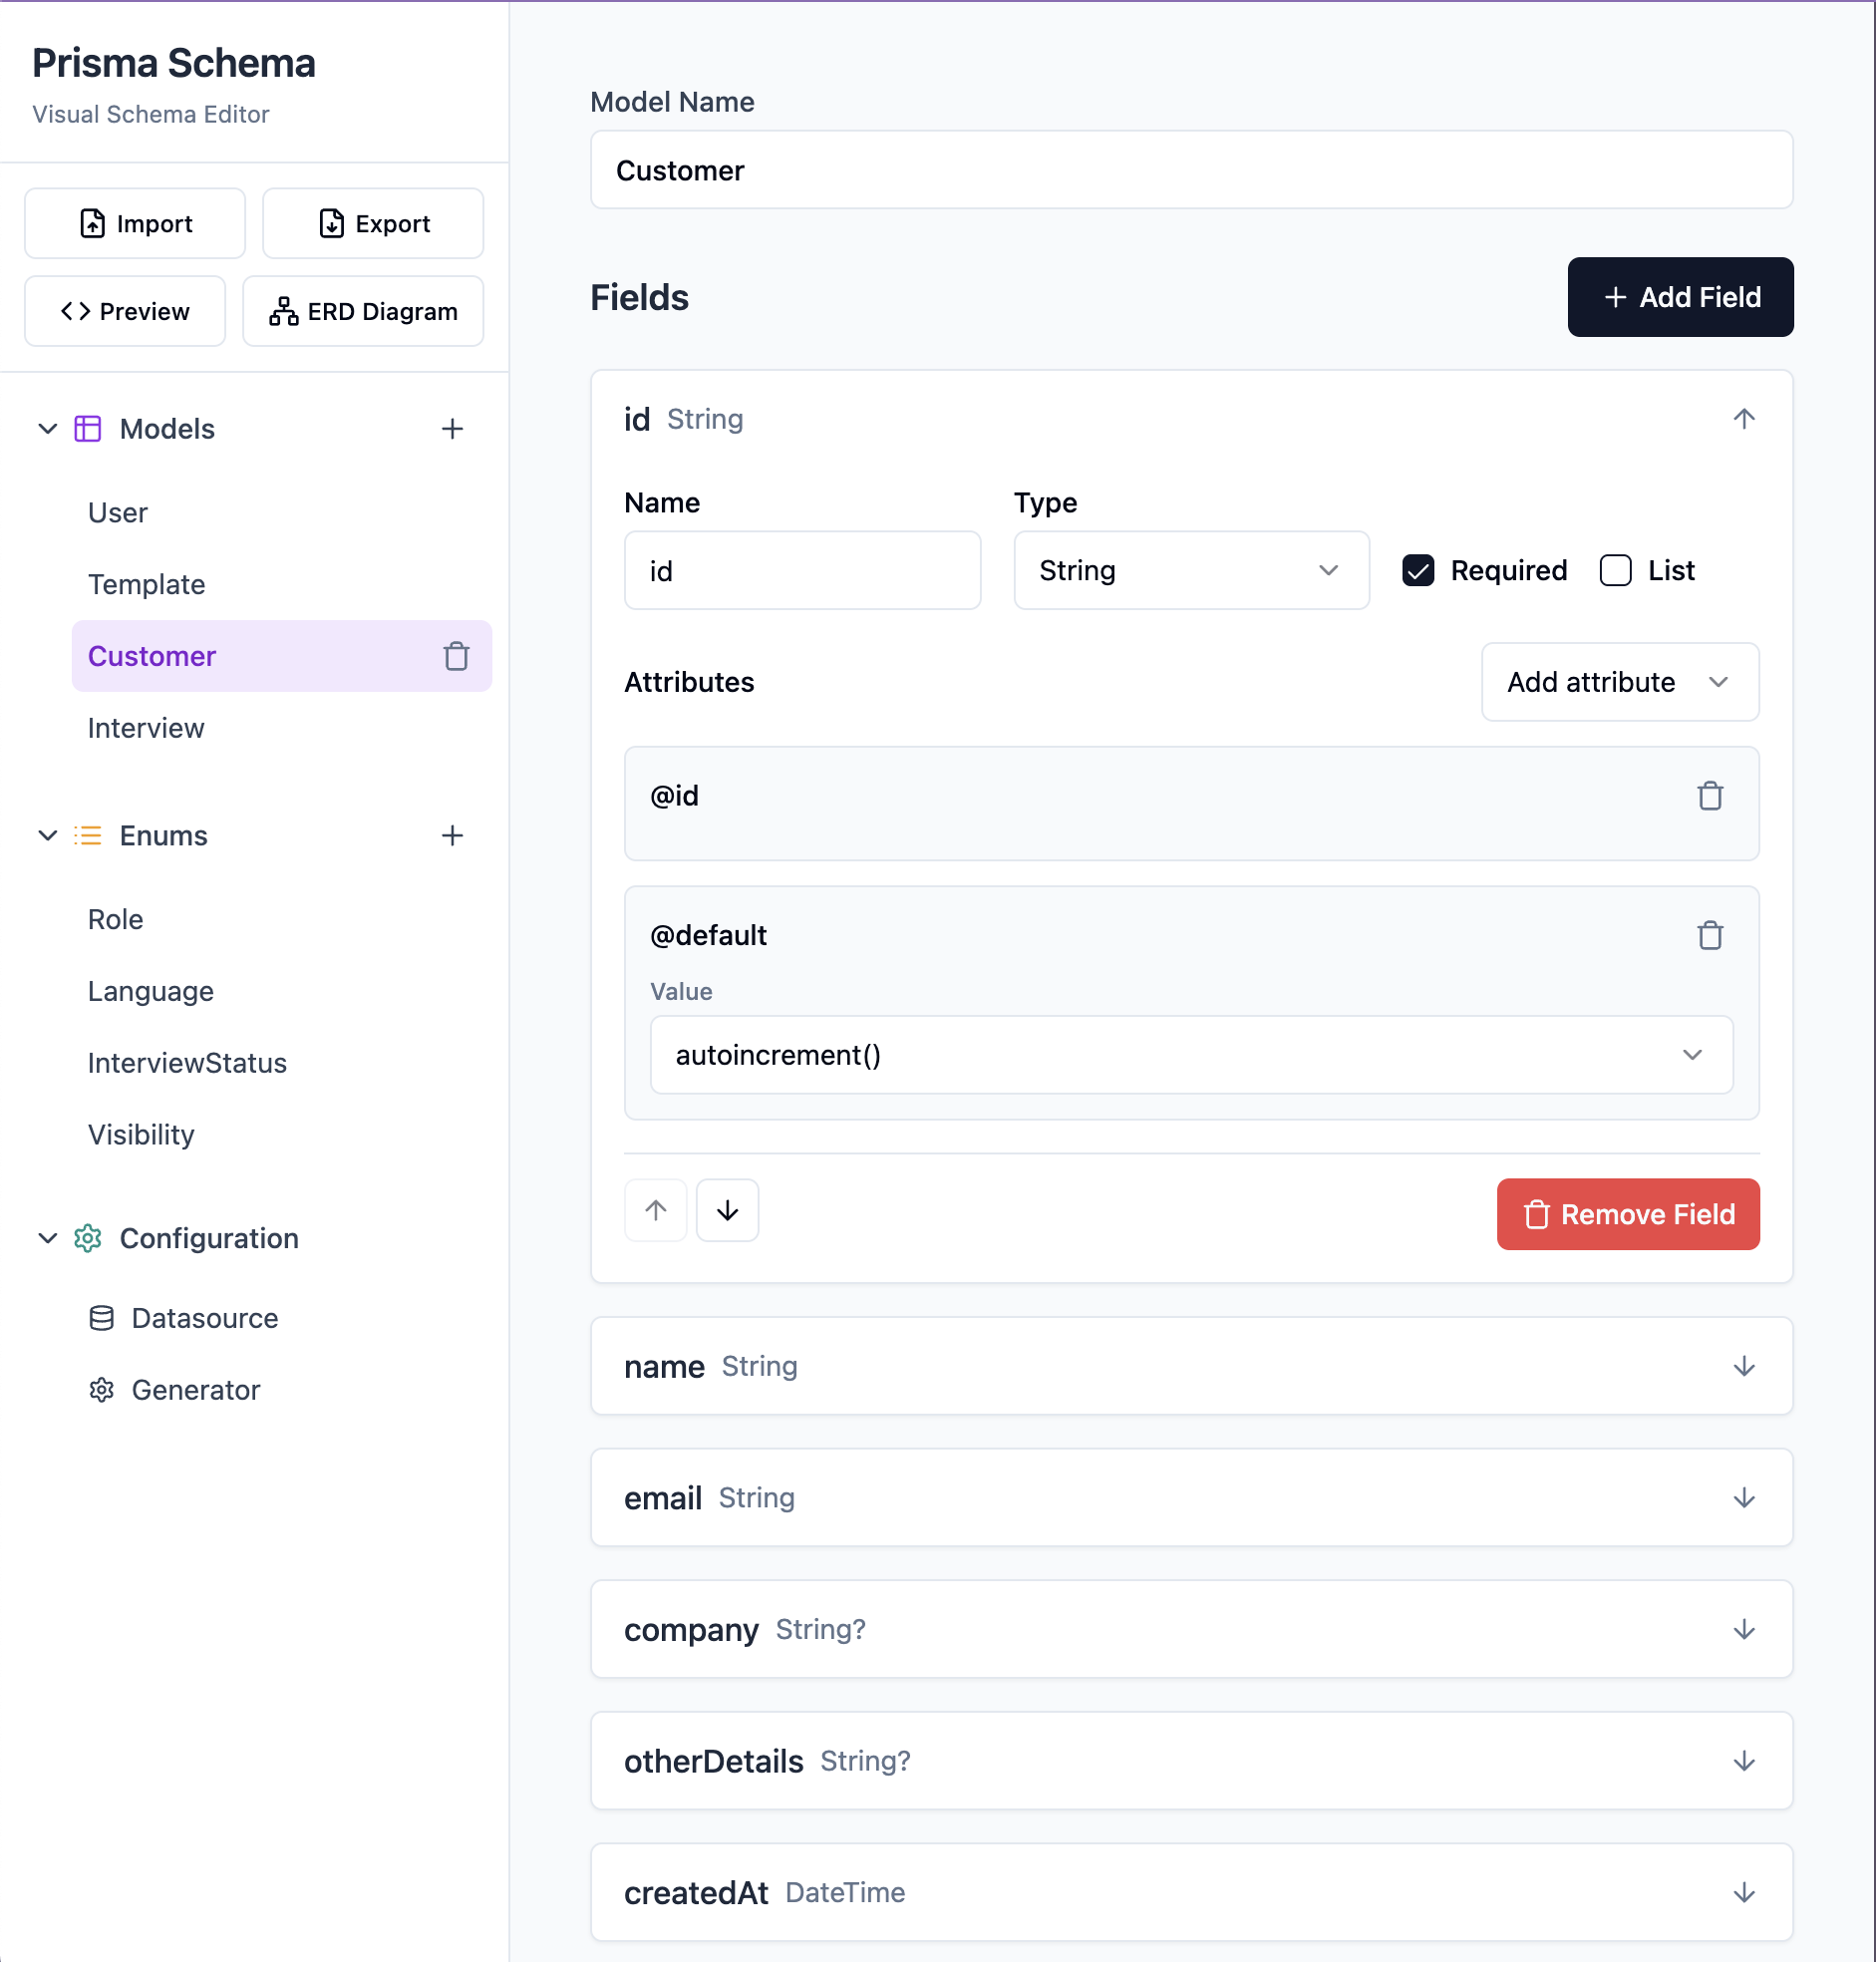 Prisma Schema
Visual Schema Editor
Import
Export
Preview
ERD Diagram
Models
User
Template
Customer
Interview
Enums
Role
Language
InterviewStatus
Visibility
Configuration
Datasource
Generator
Model Name
Customer
Fields
Add Field
id String
Name
Type
id
String
Required
List
Attributes
Add attribute
@id
@default
Value
autoincrement()
Remove Field
name String
email String
company String?
otherDetails String?
createdAt DateTime